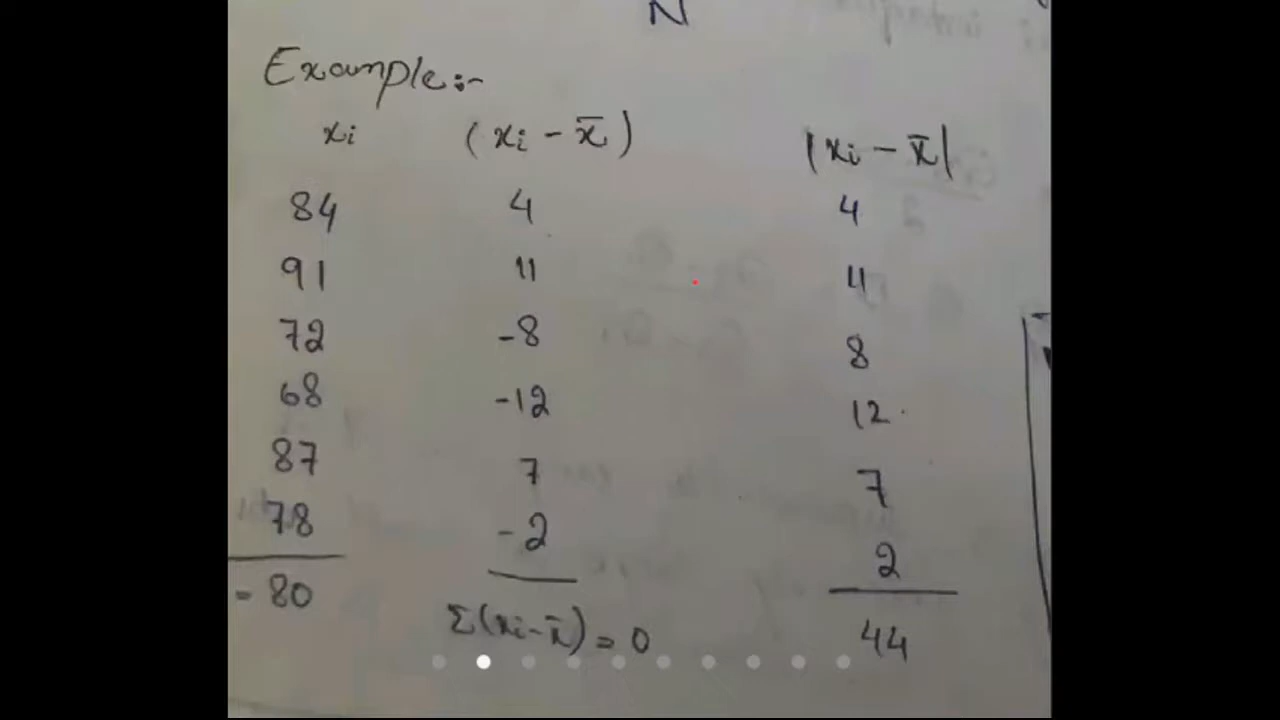 N
Example:-
xi (xi - x̄) |xi - x̄|
84 4 4
91 11 11
72 -8 8
68 -12 12
87 7 7
78 -2 2
= 80 Σ(xi - x̄) = 0 44